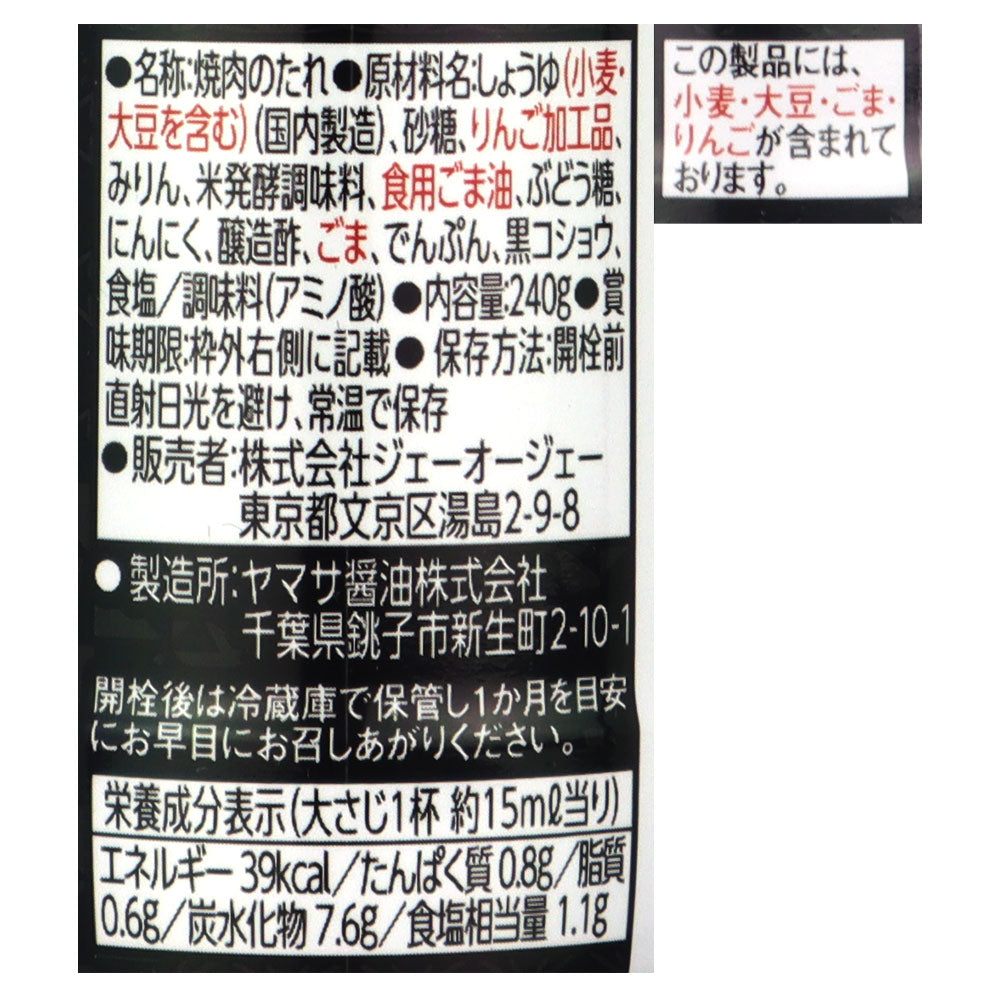 ●名称:焼肉のたれ●原材料名:しょうゆ(小麦・
大豆を含む)(国内製造)、砂糖、りんご加工品、
みりん、米発酵調味料、食用ごま油、ぶどう糖、
にんにく、醸造酢、ごま、でんぷん、黒コショウ、
食塩/調味料(アミノ酸)●内容量:240g●賞
味期限:枠外右側に記載●保存方法:開栓前
直射日光を避け、常温で保存
●販売者:株式会社ジェーオージェー
東京都文京区湯島2-9-8
●製造所:ヤマサ醤油株式会社
千葉県銚子市新生町2-10-1
開栓後は冷蔵庫で保管し1か月を目安
にお早目にお召しあがりください。
栄養成分表示(大さじ1杯 約15mℓ当り)
エネルギー 39kcal/たんぱく質 0.8g/脂質
0.6g/炭水化物 7.6g/食塩相当量 1.1g
この製品には、
小麦・大豆・ごま・
りんごが含まれて
おります。